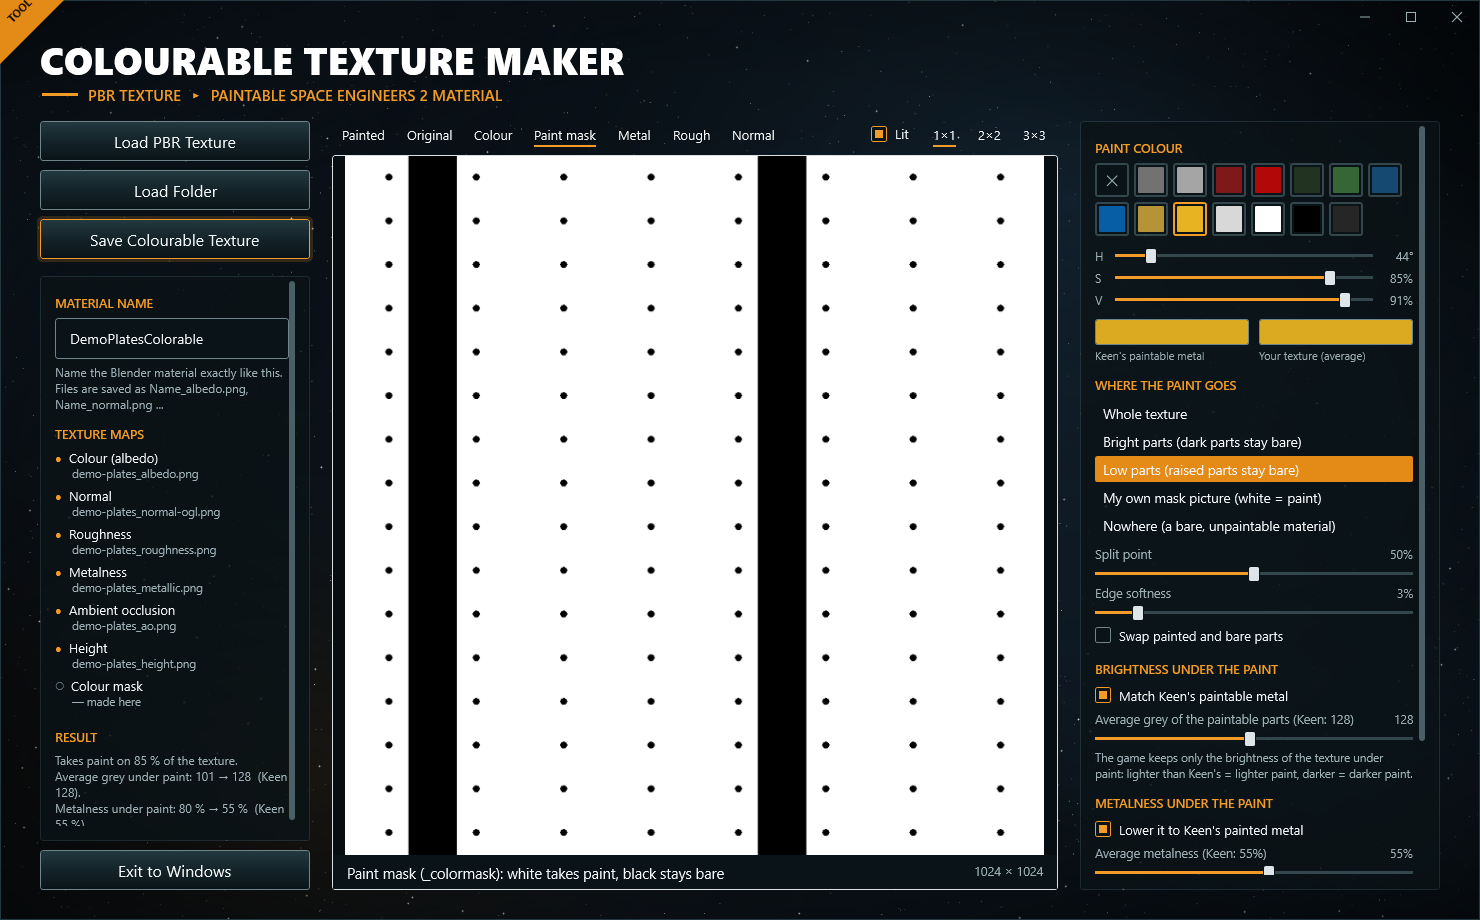 TOOL
COLOURABLE TEXTURE MAKER
PBR TEXTURE ▸ PAINTABLE SPACE ENGINEERS 2 MATERIAL
Load PBR Texture
Load Folder
Save Colourable Texture
MATERIAL NAME
DemoPlatesColorable
Name the Blender material exactly like this.
Files are saved as Name_albedo.png,
Name_normal.png ...
TEXTURE MAPS
Colour (albedo)
demo-plates_albedo.png
Normal
demo-plates_normal-ogl.png
Roughness
demo-plates_roughness.png
Metalness
demo-plates_metallic.png
Ambient occlusion
demo-plates_ao.png
Height
demo-plates_height.png
Colour mask
— made here
RESULT
Takes paint on 85 % of the texture.
Average grey under paint: 101 → 128 (Keen
128).
Metalness under paint: 80 % → 55 % (Keen
55 %)
Exit to Windows
Painted Original Colour Paint mask Metal Rough Normal Lit 1×1 2×2 3×3
Paint mask (_colormask): white takes paint, black stays bare 1024 × 1024
PAINT COLOUR
H 44°
S 85%
V 91%
Keen's paintable metal Your texture (average)
WHERE THE PAINT GOES
Whole texture
Bright parts (dark parts stay bare)
Low parts (raised parts stay bare)
My own mask picture (white = paint)
Nowhere (a bare, unpaintable material)
Split point 50%
Edge softness 3%
Swap painted and bare parts
BRIGHTNESS UNDER THE PAINT
Match Keen's paintable metal
Average grey of the paintable parts (Keen: 128) 128
The game keeps only the brightness of the texture under
paint: lighter than Keen's = lighter paint, darker = darker paint.
METALNESS UNDER THE PAINT
Lower it to Keen's painted metal
Average metalness (Keen: 55%) 55%